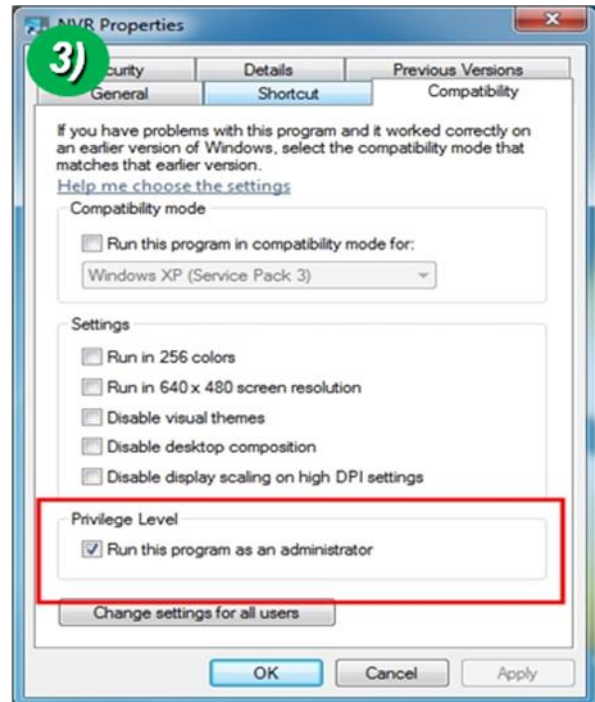 NVR Properties
3)
Security Details Previous Versions
General Shortcut Compatibility
If you have problems with this program and it worked correctly on
an earlier version of Windows, select the compatibility mode that
matches that earlier version.
Help me choose the settings
Compatibility mode
Run this program in compatibility mode for:
Windows XP (Service Pack 3)
Settings
Run in 256 colors
Run in 640 x 480 screen resolution
Disable visual themes
Disable desktop composition
Disable display scaling on high DPI settings
Privilege Level
Run this program as an administrator
Change settings for all users
OK Cancel Apply